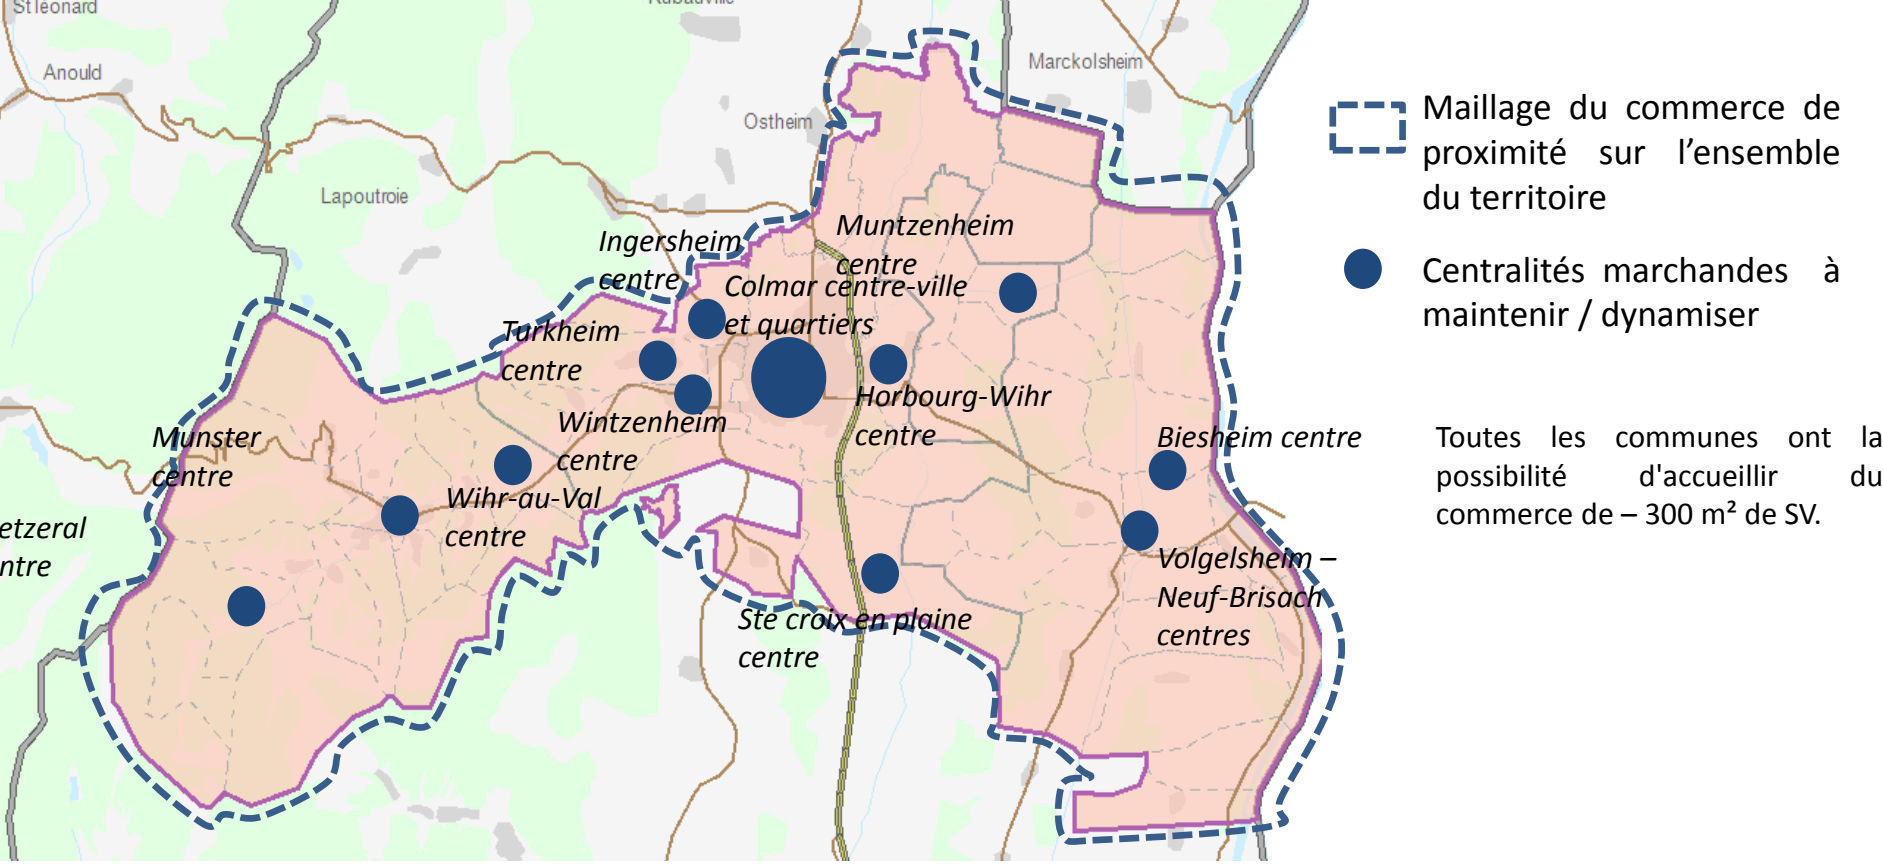 St léonard
Anould
Lapoutroie
Ostheim
Marckolsheim
Ingersheim
centre
Muntzenheim
centre
Colmar centre-ville
et quartiers
Turkheim
centre
Wintzenheim
centre
Horbourg-Wihr
centre
Munster
centre
Wihr-au-Val
centre
etzeral
ntre
Biesheim centre
Volgelsheim –
Neuf-Brisach
centres
Ste croix en plaine
centre
Maillage du commerce de
proximité sur l’ensemble
du territoire
Centralités marchandes à
maintenir / dynamiser
Toutes les communes ont la
possibilité d'accueillir du
commerce de – 300 m² de SV.